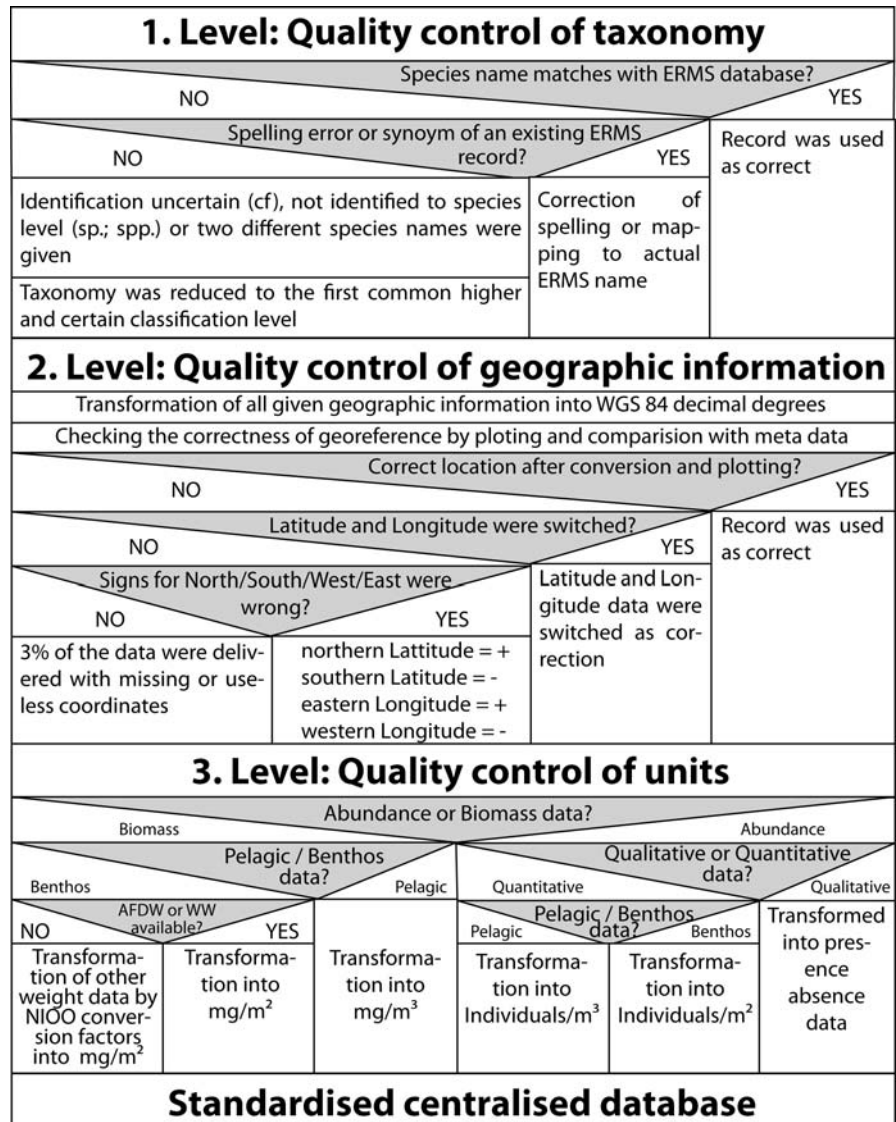 1. Level: Quality control of taxonomy
Species name matches with ERMS database?
NO
YES
Spelling error or synoym of an existing ERMS
record?
NO
YES
Record was used
as correct
Identification uncertain (cf), not identified to species
level (sp.; spp.) or two different species names were
given
Correction of
spelling or map-
ping to actual
ERMS name
Taxonomy was reduced to the first common higher
and certain classification level
2. Level: Quality control of geographic information
Transformation of all given geographic information into WGS 84 decimal degrees
Checking the correctness of georeference by ploting and comparision with meta data
Correct location after conversion and plotting?
NO
YES
Latitude and Longitude were switched?
NO
YES
Record was used
as correct
Signs for North/South/West/East were
wrong?
NO
YES
Latitude and Lon-
gitude data were
switched as cor-
rection
3% of the data were deliv-
ered with missing or use-
less coordinates
northern Lattitude = +
southern Latitude = -
eastern Longitude = +
western Longitude = -
3. Level: Quality control of units
Abundance or Biomass data?
Biomass
Abundance
Pelagic / Benthos
data?
Benthos
Pelagic
Qualitative or Quantitative
data?
Quantitative
Qualitative
AFDW or WW
available?
NO
YES
Pelagic / Benthos
data?
Pelagic
Benthos
Transforma-
tion of other
weight data by
NIOO conver-
sion factors
into mg/m²
Transforma-
tion into
mg/m²
Transforma-
tion into
mg/m³
Transforma-
tion into
Individuals/m³
Transforma-
tion into
Individuals/m²
Transformed
into pres-
ence
absence
data
Standardised centralised database